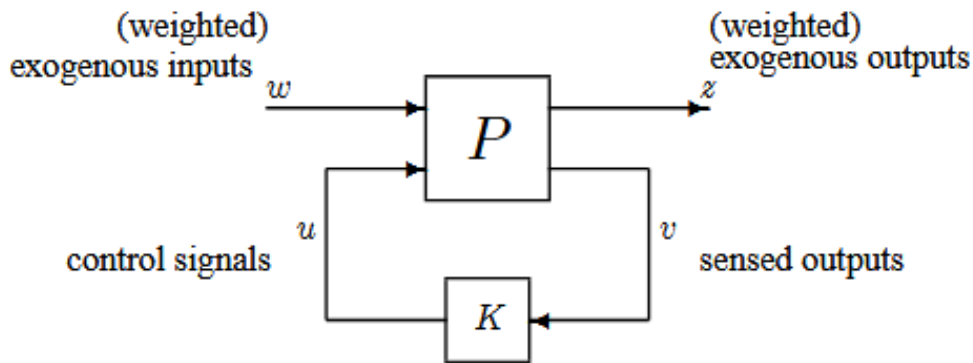 (weighted)
exogenous inputs
w
(weighted)
exogenous outputs
z
P
u
v
control signals
sensed outputs
K